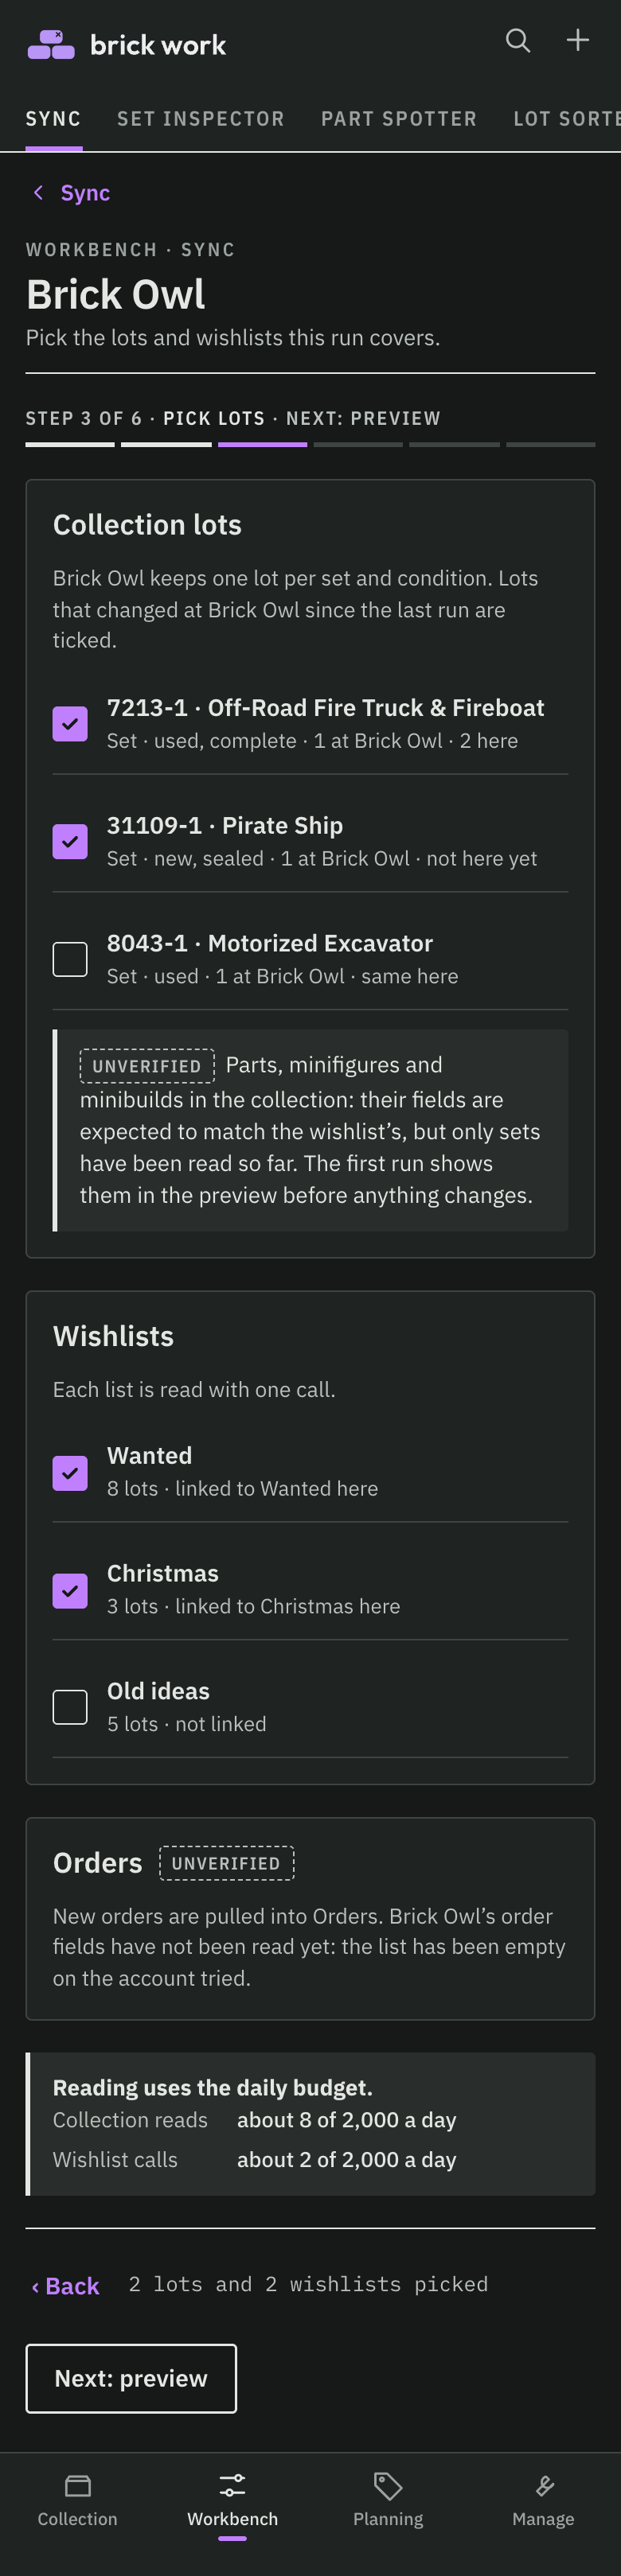 brick work
SYNC SET INSPECTOR PART SPOTTER LOT SORTE
Sync
WORKBENCH · SYNC
Brick Owl
Pick the lots and wishlists this run covers.
STEP 3 OF 6 · PICK LOTS · NEXT: PREVIEW
Collection lots
Brick Owl keeps one lot per set and condition. Lots
that changed at Brick Owl since the last run are
ticked.
7213-1 · Off-Road Fire Truck & Fireboat
Set · used, complete · 1 at Brick Owl · 2 here
31109-1 · Pirate Ship
Set · new, sealed · 1 at Brick Owl · not here yet
8043-1 · Motorized Excavator
Set · used · 1 at Brick Owl · same here
UNVERIFIED Parts, minifigures and
minibuilds in the collection: their fields are
expected to match the wishlist’s, but only sets
have been read so far. The first run shows
them in the preview before anything changes.
Wishlists
Each list is read with one call.
Wanted
8 lots · linked to Wanted here
Christmas
3 lots · linked to Christmas here
Old ideas
5 lots · not linked
Orders UNVERIFIED
New orders are pulled into Orders. Brick Owl’s order
fields have not been read yet: the list has been empty
on the account tried.
Reading uses the daily budget.
Collection reads about 8 of 2,000 a day
Wishlist calls about 2 of 2,000 a day
‹ Back 2 lots and 2 wishlists picked
Next: preview
Collection Workbench Planning Manage